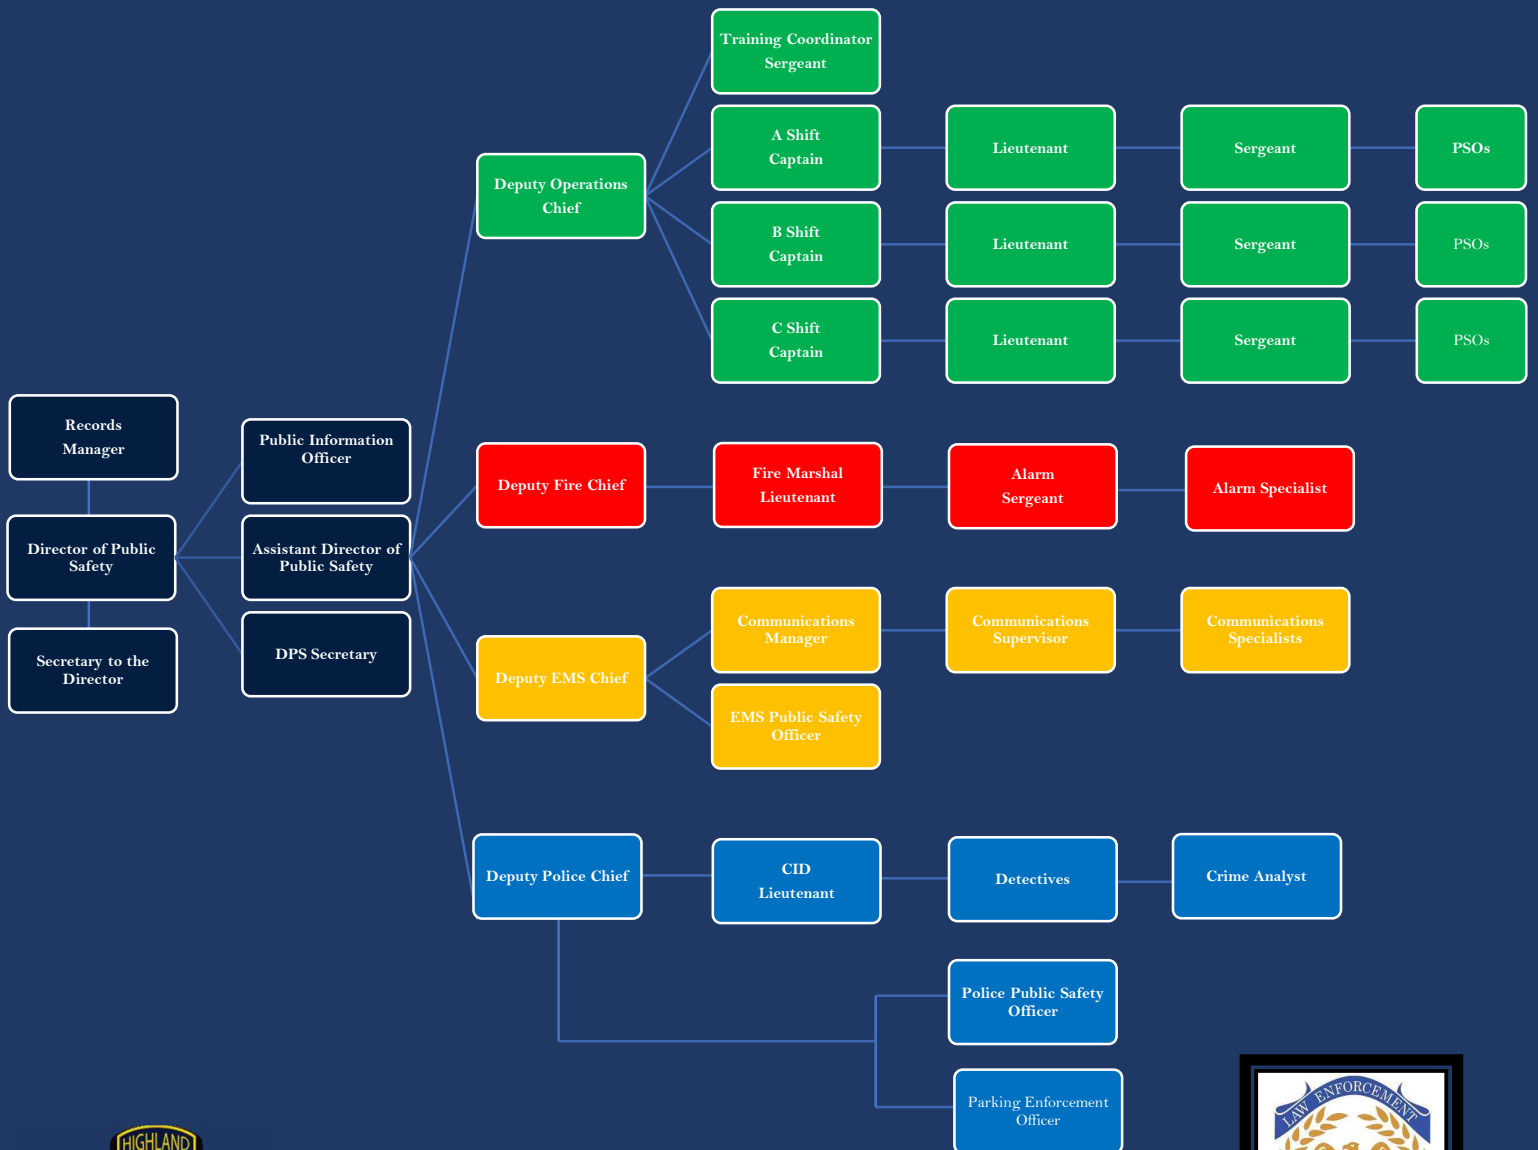 Training Coordinator
Sergeant
A Shift
Captain
Lieutenant
Sergeant
PSOs
Deputy Operations
Chief
B Shift
Captain
Lieutenant
Sergeant
PSOs
C Shift
Captain
Lieutenant
Sergeant
PSOs
Records
Manager
Public Information
Officer
Deputy Fire Chief
Fire Marshal
Lieutenant
Alarm
Sergeant
Alarm Specialist
Director of Public
Safety
Assistant Director of
Public Safety
Secretary to the
Director
DPS Secretary
Deputy EMS Chief
Communications
Manager
Communications
Supervisor
Communications
Specialists
EMS Public Safety
Officer
Deputy Police Chief
CID
Lieutenant
Detectives
Crime Analyst
Police Public Safety
Officer
Parking Enforcement
Officer
HIGHLAND
LAW ENFORCEMENT